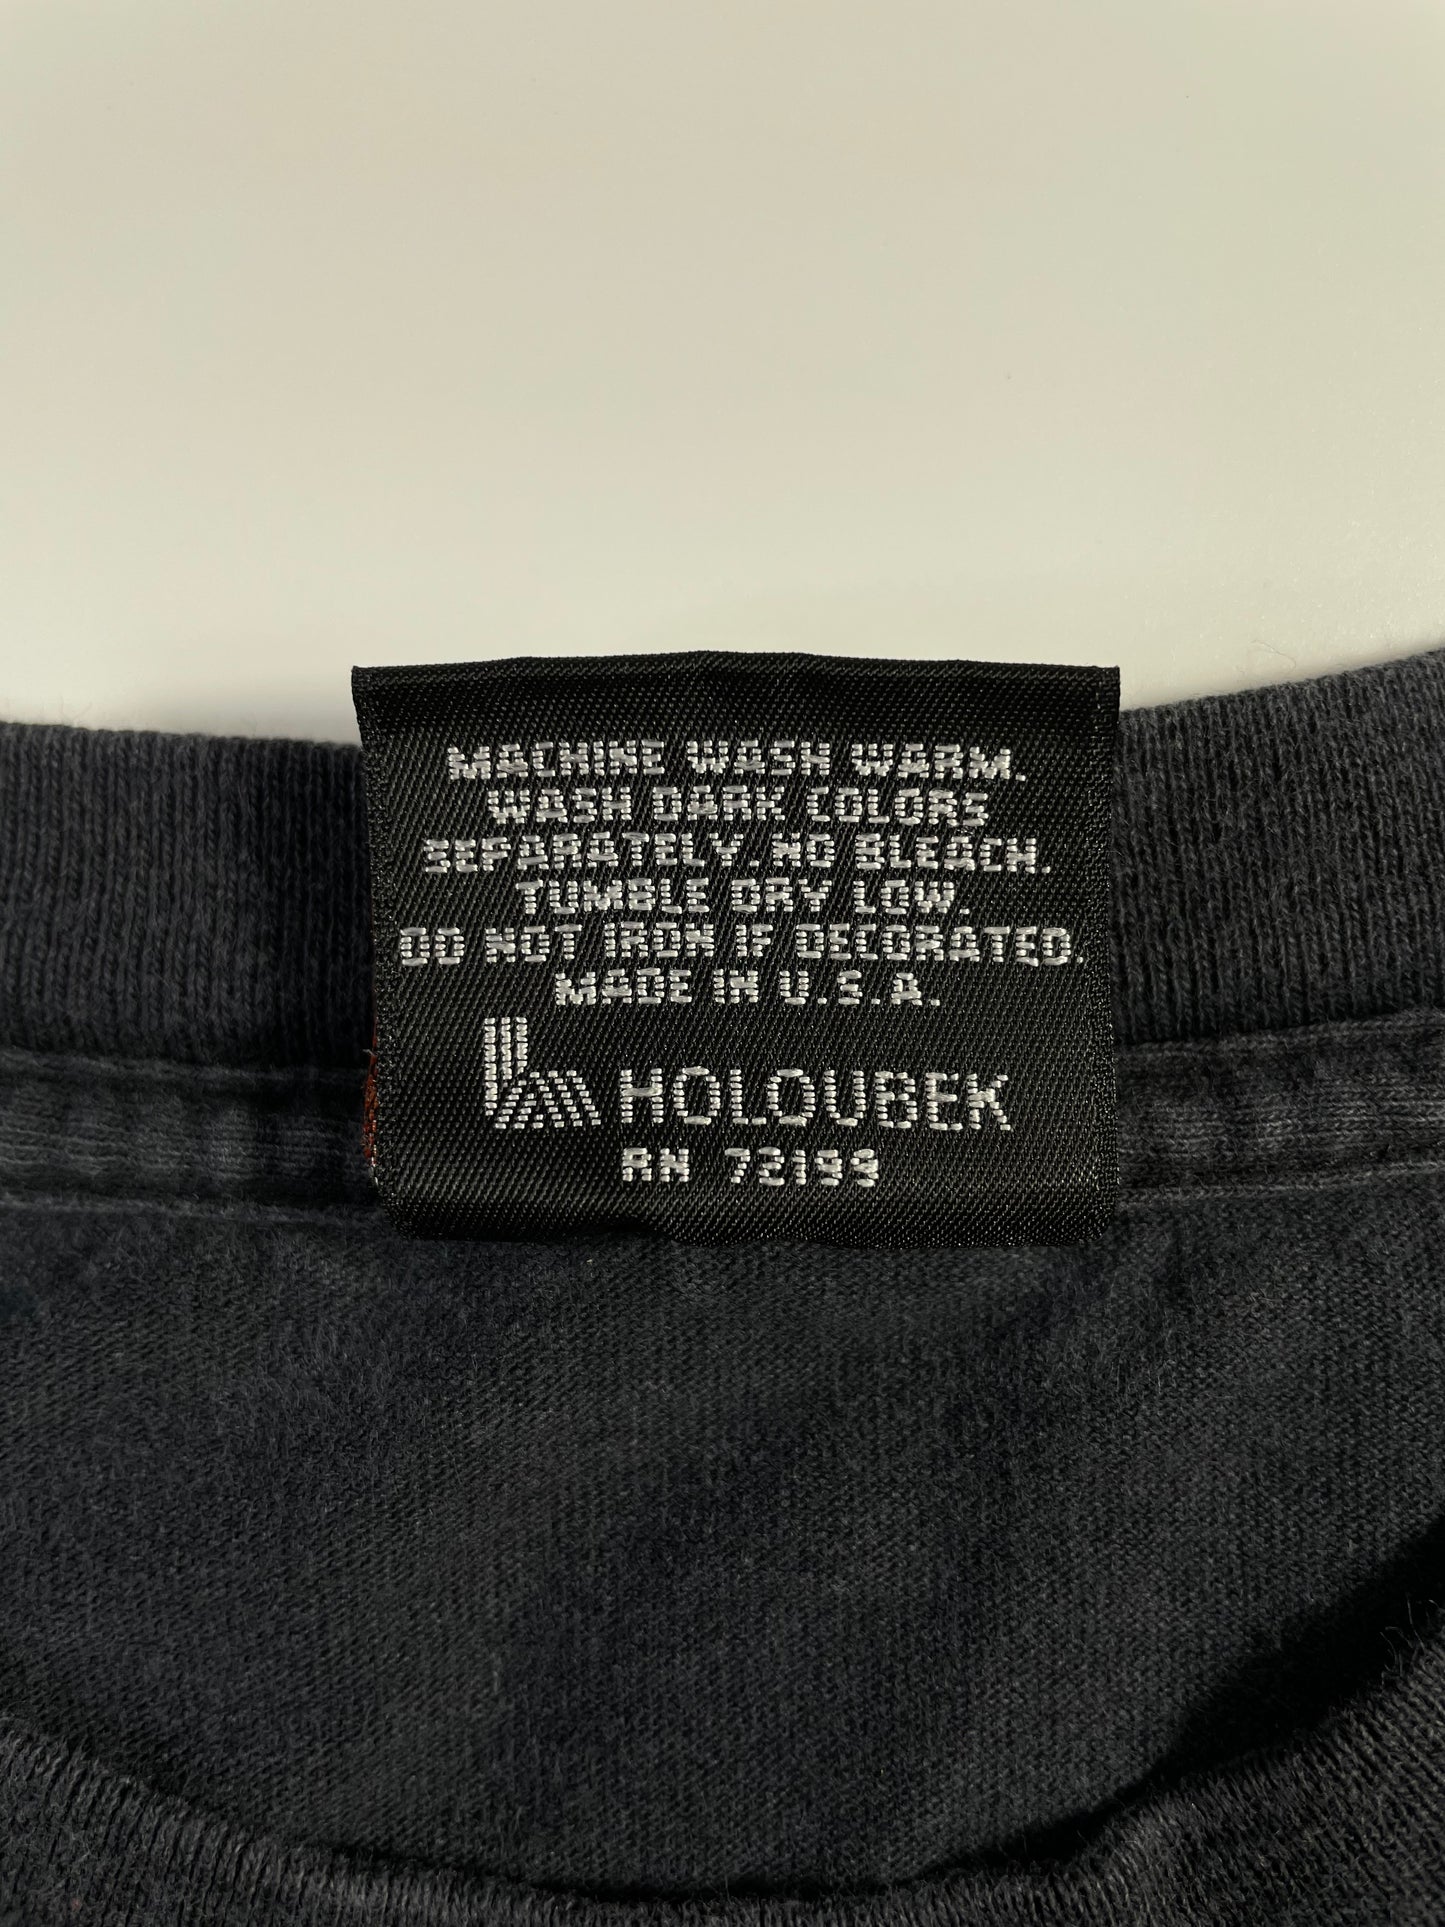 MACHINE WASH WARM.
WASH DARK COLORS
SEPARATELY. NO BLEACH.
TUMBLE DRY LOW.
DO NOT IRON IF DECORATED.
MADE IN U.S.A.
HOLOUBEK
RN 72199